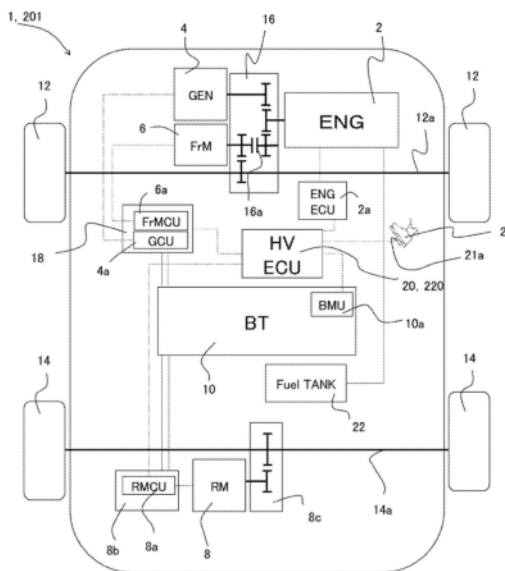 1, 201
4
16
2
12
GEN
12
ENG
6
FrM
12a
16a
6a
ENG
ECU
2a
FrMCU
GCU
18
HV
ECU
2
21a
4a
20, 220
BMU
BT
10a
10
14
Fuel TANK
14
22
RMCU
RM
14a
8b
8a
8
8c